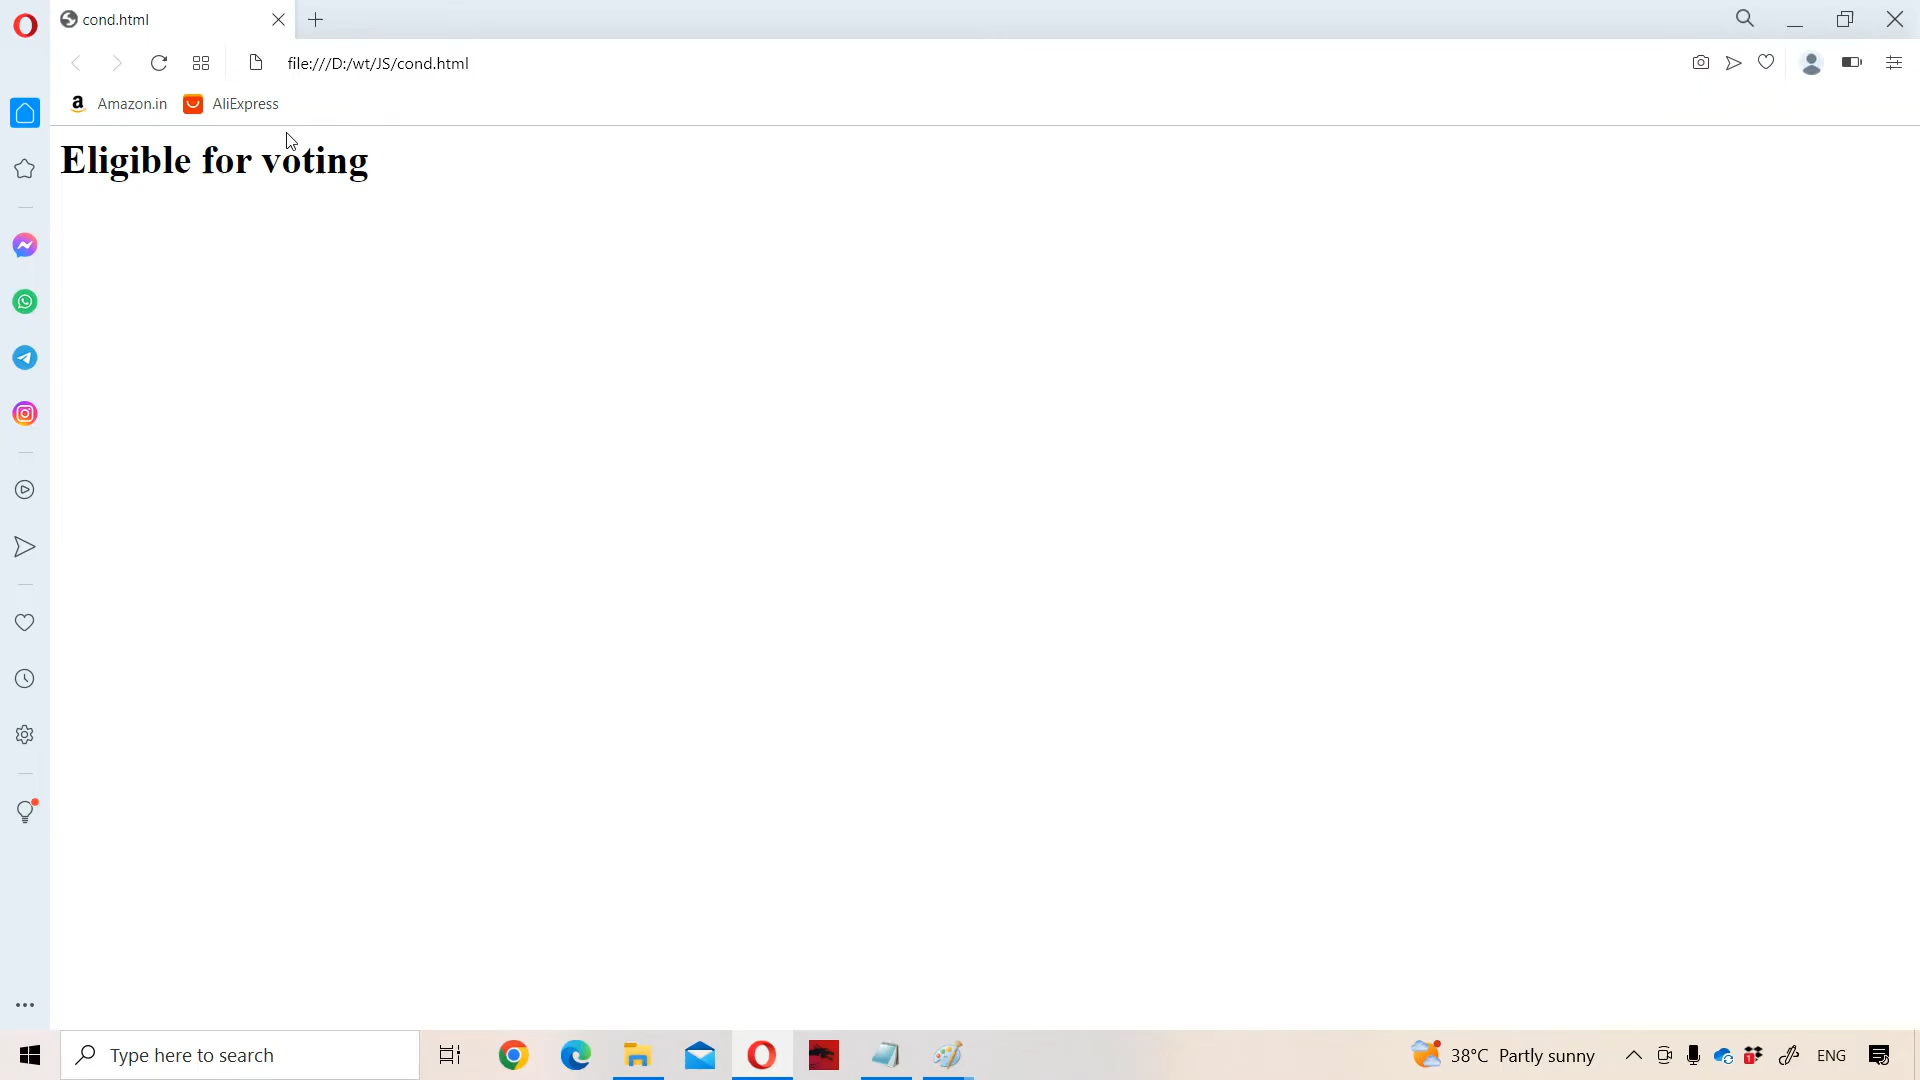 cond.html
file:///D:/wt/JS/cond.html
Amazon.in AliExpress
Eligible for voting
Type here to search
38°C Partly sunny
ENG